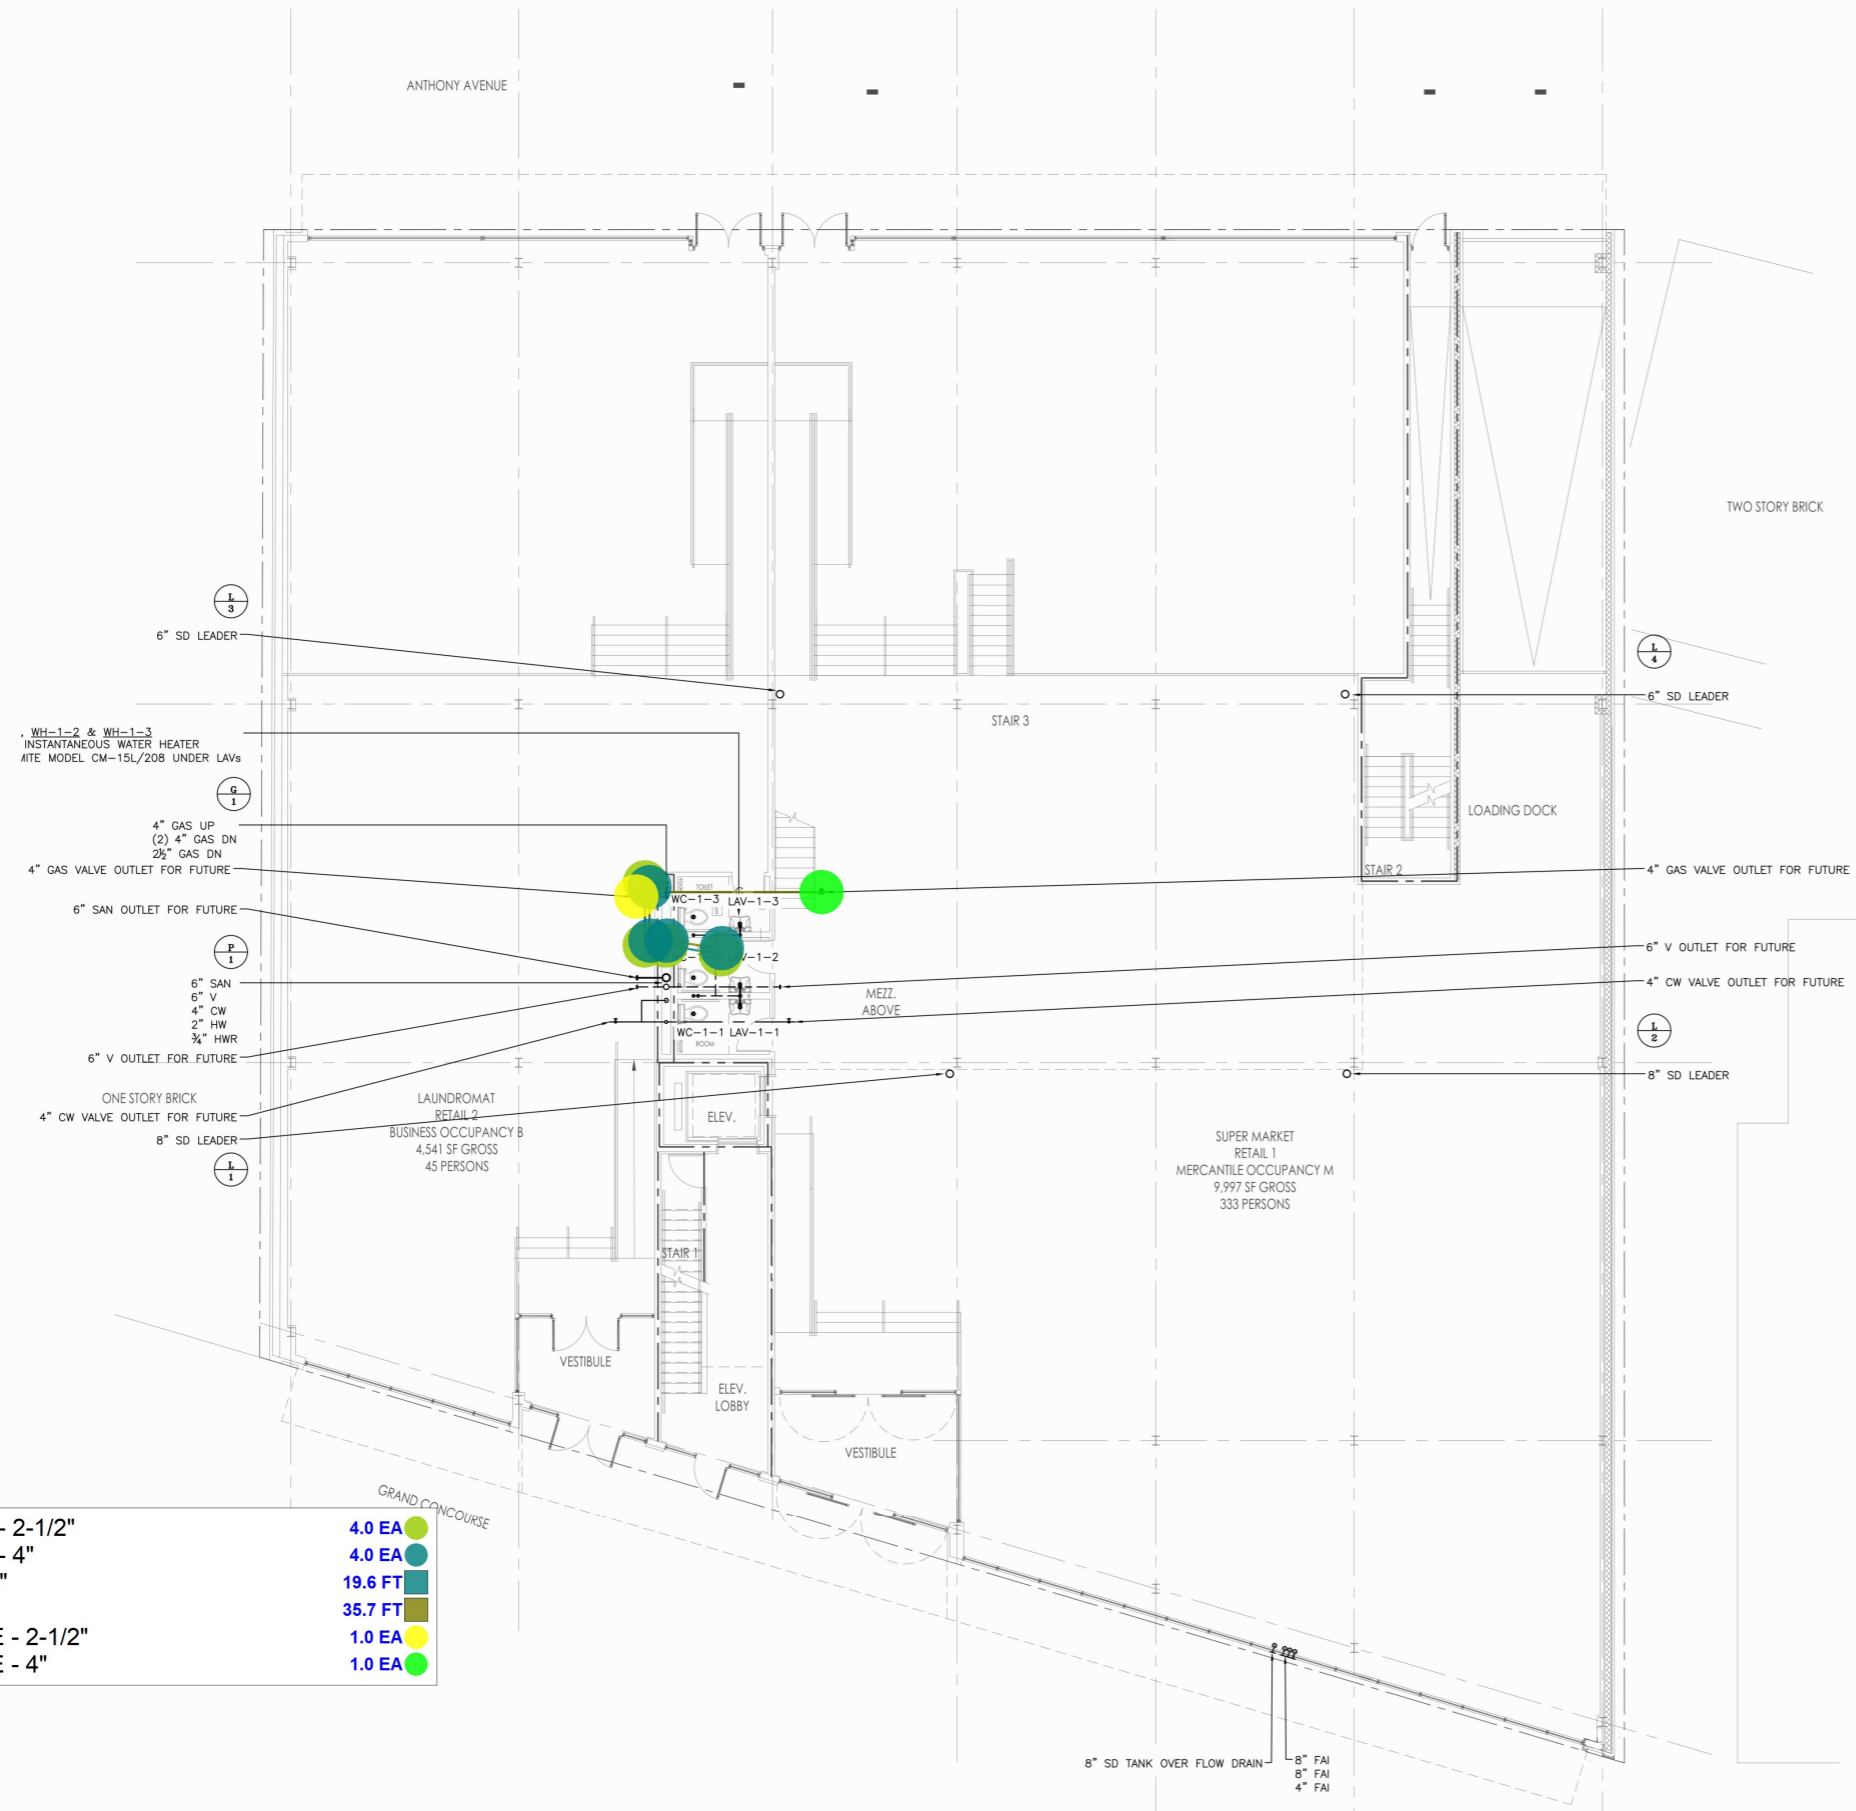 ANTHONY AVENUE
TWO STORY BRICK
L
3
6" SD LEADER
L
4
6" SD LEADER
STAIR 3
, WH-1-2 & WH-1-3
INSTANTANEOUS WATER HEATER
MODEL CM-15L/208 UNDER LAVs
G
1
4" GAS UP
(2) 4" GAS DN
2½" GAS DN
4" GAS VALVE OUTLET FOR FUTURE
6" SAN OUTLET FOR FUTURE
P
1
6" SAN
6" V
4" CW
2" HW
¾" HWR
6" V OUTLET FOR FUTURE
ONE STORY BRICK
4" CW VALVE OUTLET FOR FUTURE
8" SD LEADER
L
1
LOADING DOCK
STAIR 2
4" GAS VALVE OUTLET FOR FUTURE
6" V OUTLET FOR FUTURE
4" CW VALVE OUTLET FOR FUTURE
L
2
8" SD LEADER
TOILET
WC-1-3 LAV-1-3
V-1-2
WC-1-1 LAV-1-1
ROOM
MEZZ.
ABOVE
ELEV.
LAUNDROMAT
RETAIL 2
BUSINESS OCCUPANCY B
4,541 SF GROSS
45 PERSONS
SUPER MARKET
RETAIL 1
MERCANTILE OCCUPANCY M
9,997 SF GROSS
333 PERSONS
STAIR 1
VESTIBULE
ELEV.
LOBBY
VESTIBULE
GRAND CONCOURSE
- 2-1/2" 4.0 EA
- 4" 4.0 EA
" 19.6 FT
35.7 FT
E - 2-1/2" 1.0 EA
E - 4" 1.0 EA
8" SD TANK OVER FLOW DRAIN
8" FAI
8" FAI
4" FAI